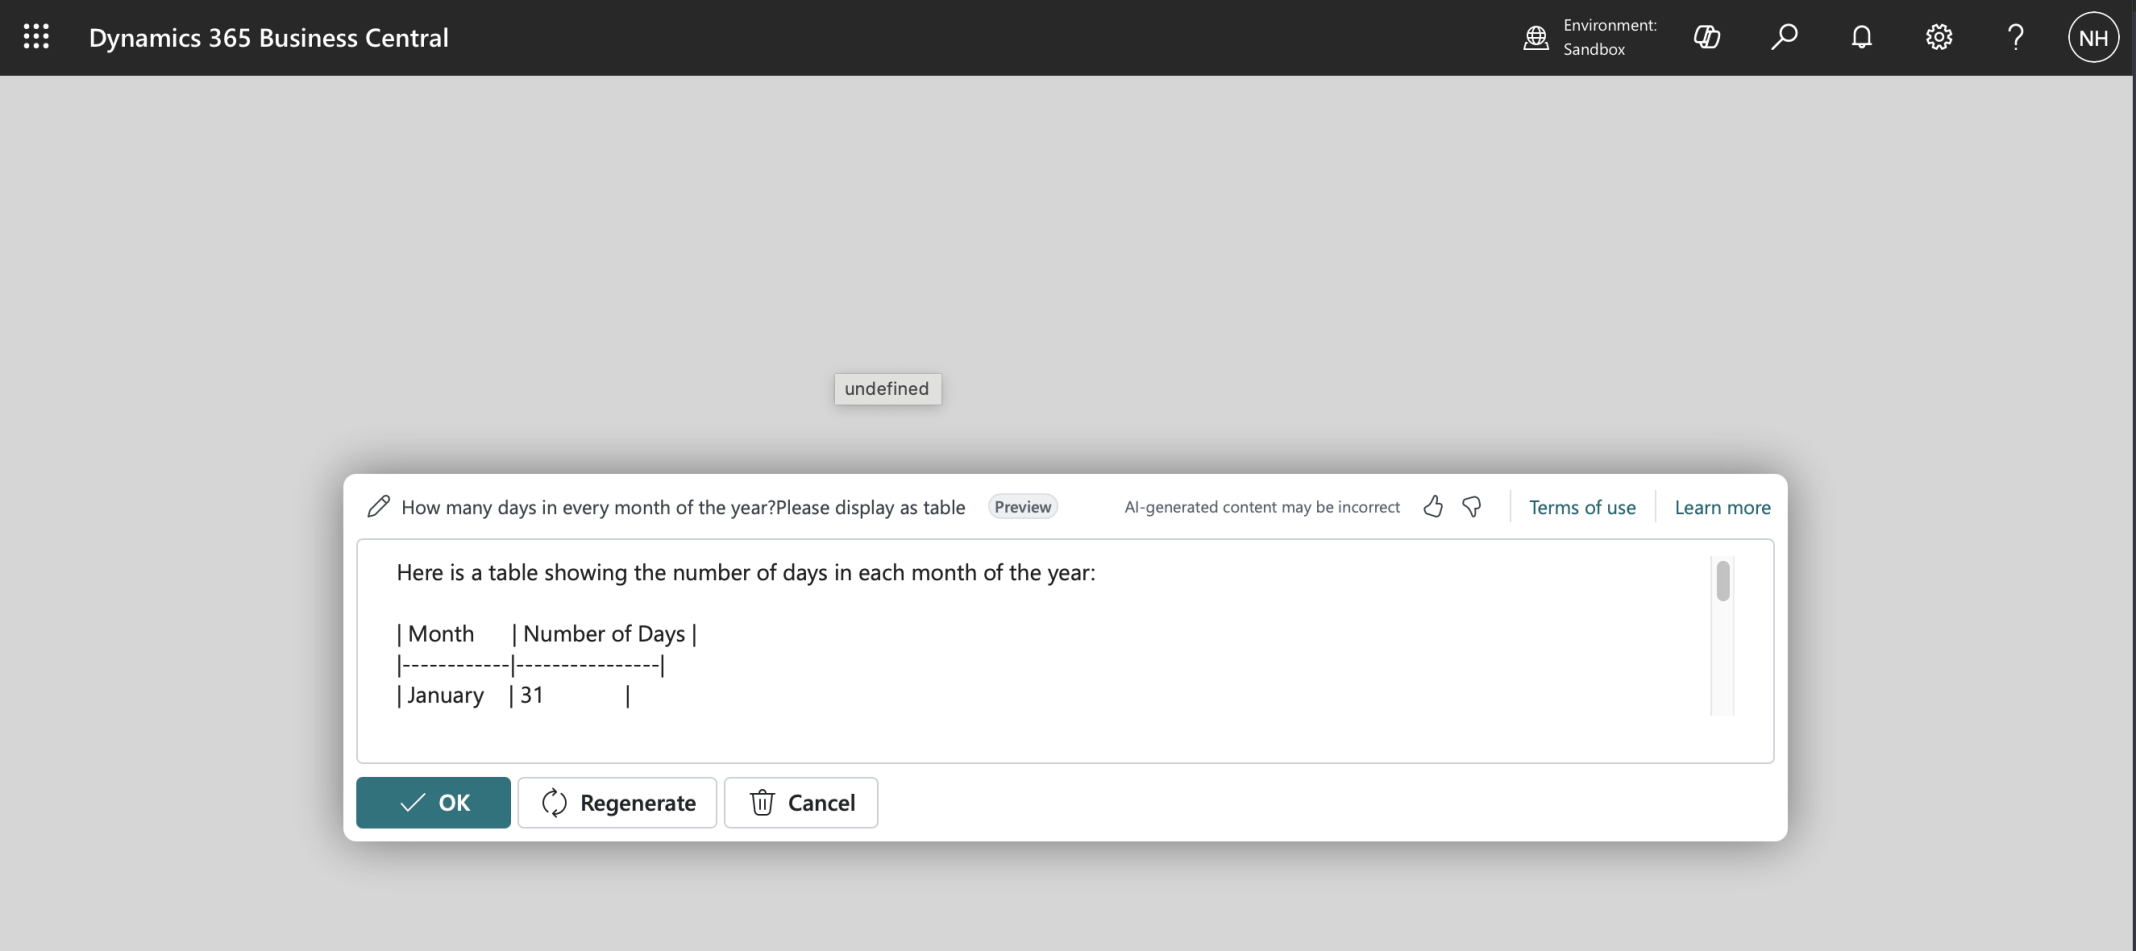 Dynamics 365 Business Central
Environment:
Sandbox
NH
undefined
How many days in every month of the year?Please display as table
Preview
AI-generated content may be incorrect
Terms of use
Learn more
Here is a table showing the number of days in each month of the year:
| Month | Number of Days |
|------------|----------------|
| January | 31 |
OK
Regenerate
Cancel